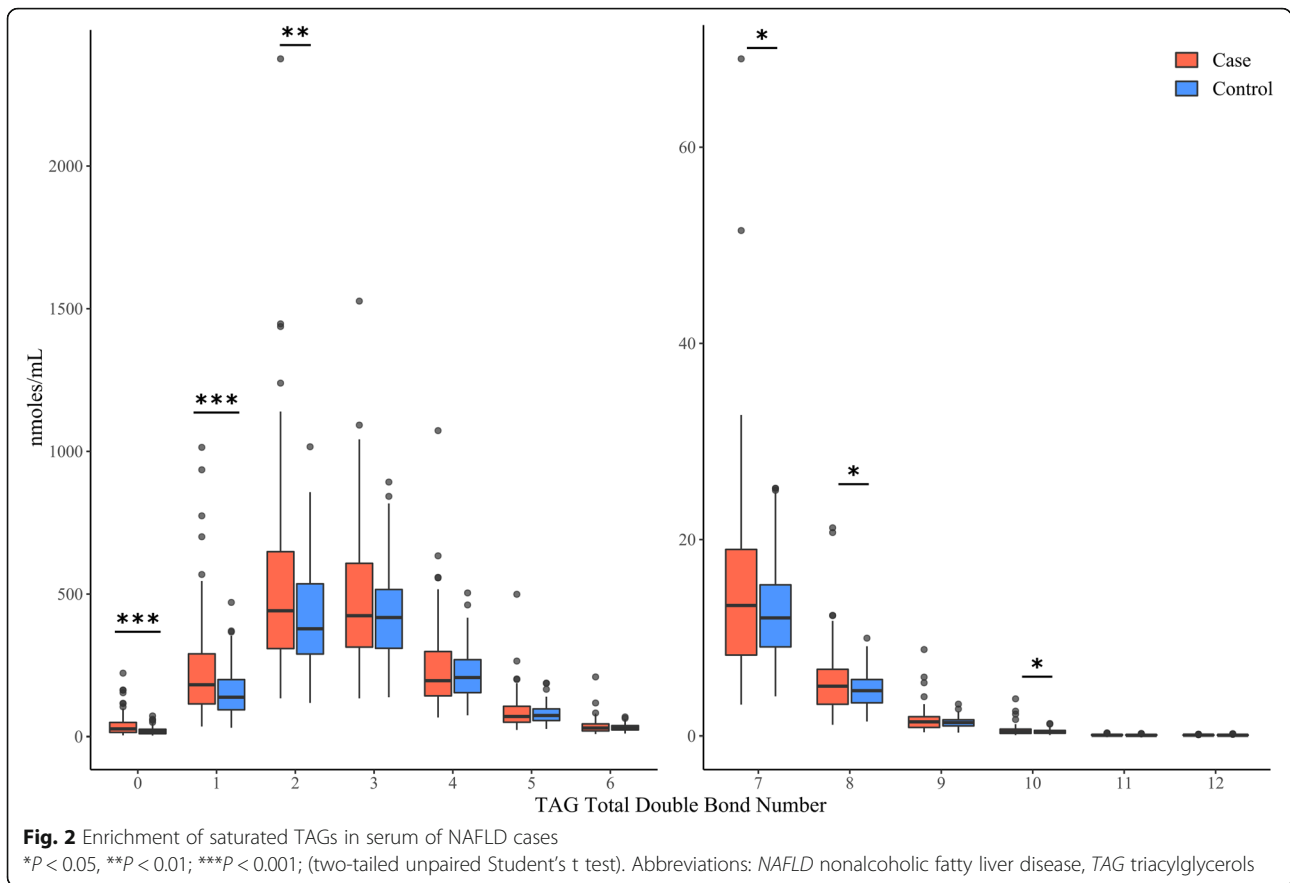 ** *
Case
Control
2000 60
***
1500
40
nmoles/mL
1000
*
***
20
500
*
0 0
0 1 2 3 4 5 6 7 8 9 10 11 12
TAG Total Double Bond Number
Fig. 2 Enrichment of saturated TAGs in serum of NAFLD cases
*P < 0.05, **P < 0.01; ***P < 0.001; (two-tailed unpaired Student's t test). Abbreviations: NAFLD nonalcoholic fatty liver disease, TAG triacylglycerols